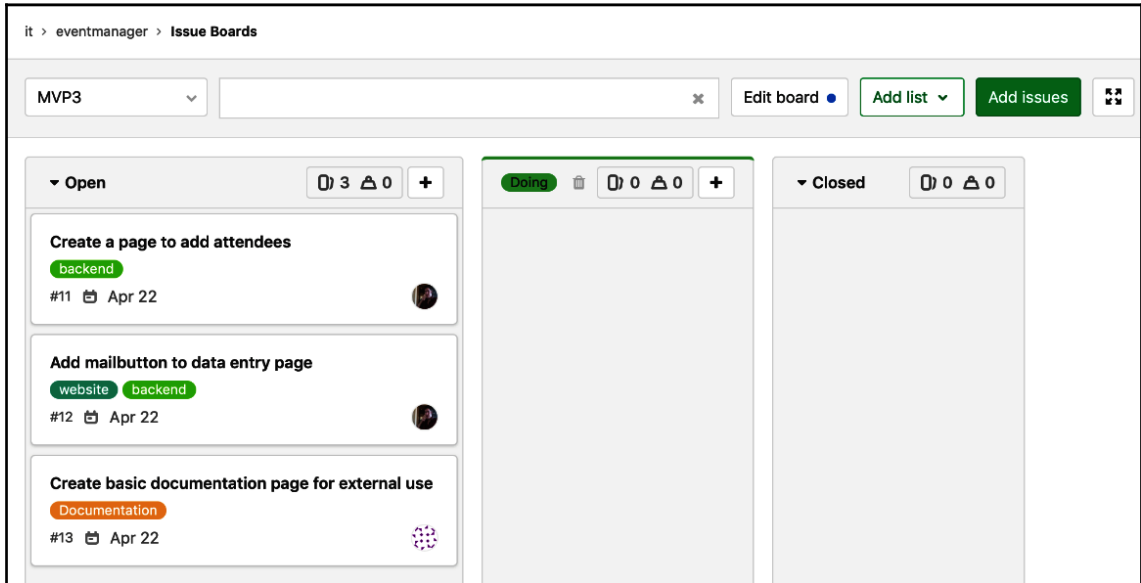 it > eventmanager > Issue Boards
MVP3 Edit board Add list Add issues
Open 3 0 +
Create a page to add attendees
backend
#11 Apr 22
Add mailbutton to data entry page
website backend
#12 Apr 22
Create basic documentation page for external use
Documentation
#13 Apr 22
Doing 0 0 +
Closed 0 0